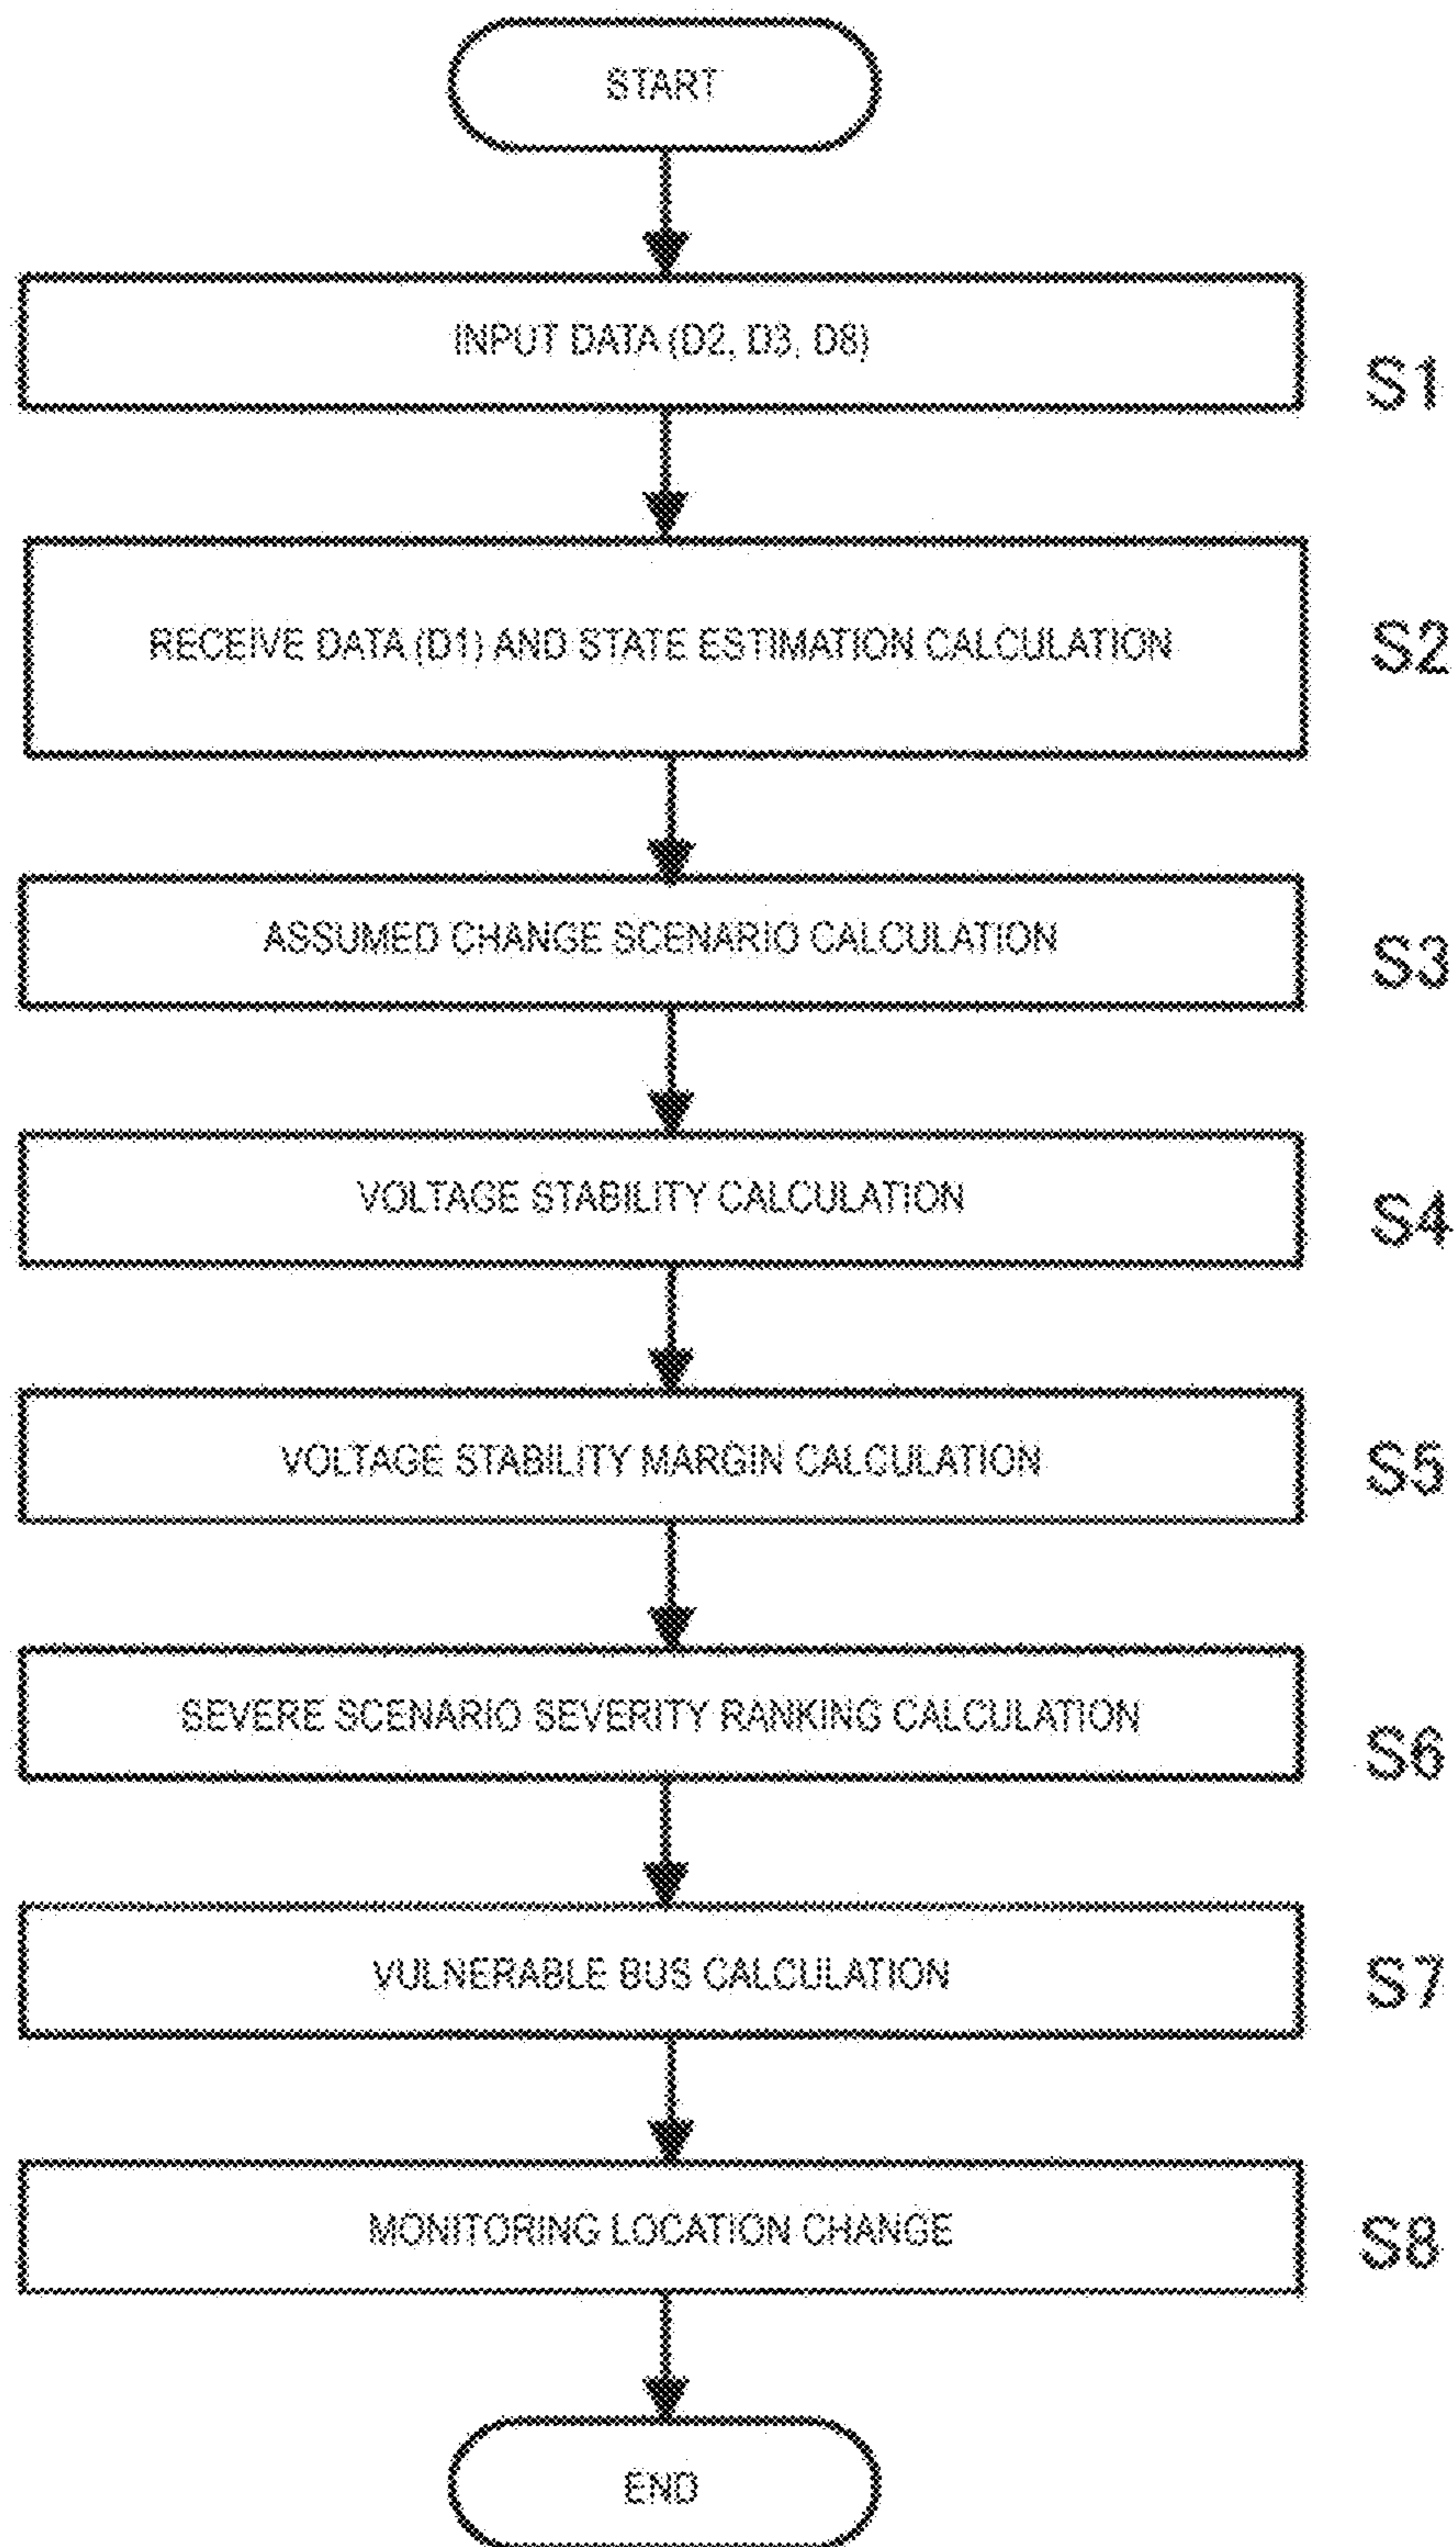 START
INPUT DATA (D2, D3, D8)
S1
RECEIVE DATA (D1) AND STATE ESTIMATION CALCULATION
S2
ASSUMED CHANGE SCENARIO CALCULATION
S3
VOLTAGE STABILITY CALCULATION
S4
VOLTAGE STABILITY MARGIN CALCULATION
S5
SEVERE SCENARIO SEVERITY RANKING CALCULATION
S6
VULNERABLE BUS CALCULATION
S7
MONITORING LOCATION CHANGE
S8
END